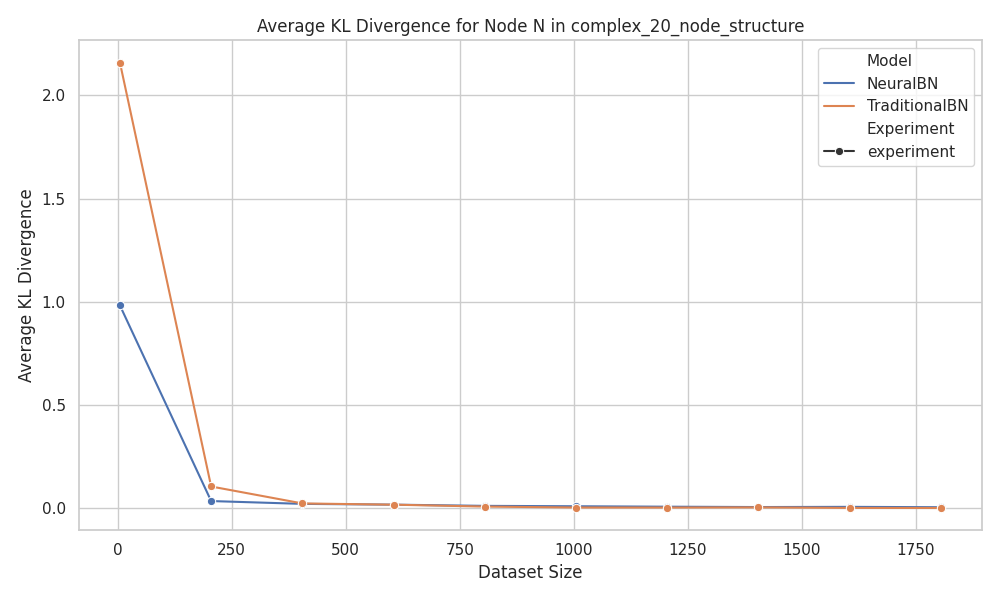 Average KL Divergence for Node N in complex_20_node_structure
Model
NeuralBN
TraditionalBN
Experiment
experiment
Average KL Divergence
2.0
1.5
1.0
0.5
0.0
0 250 500 750 1000 1250 1500 1750
Dataset Size